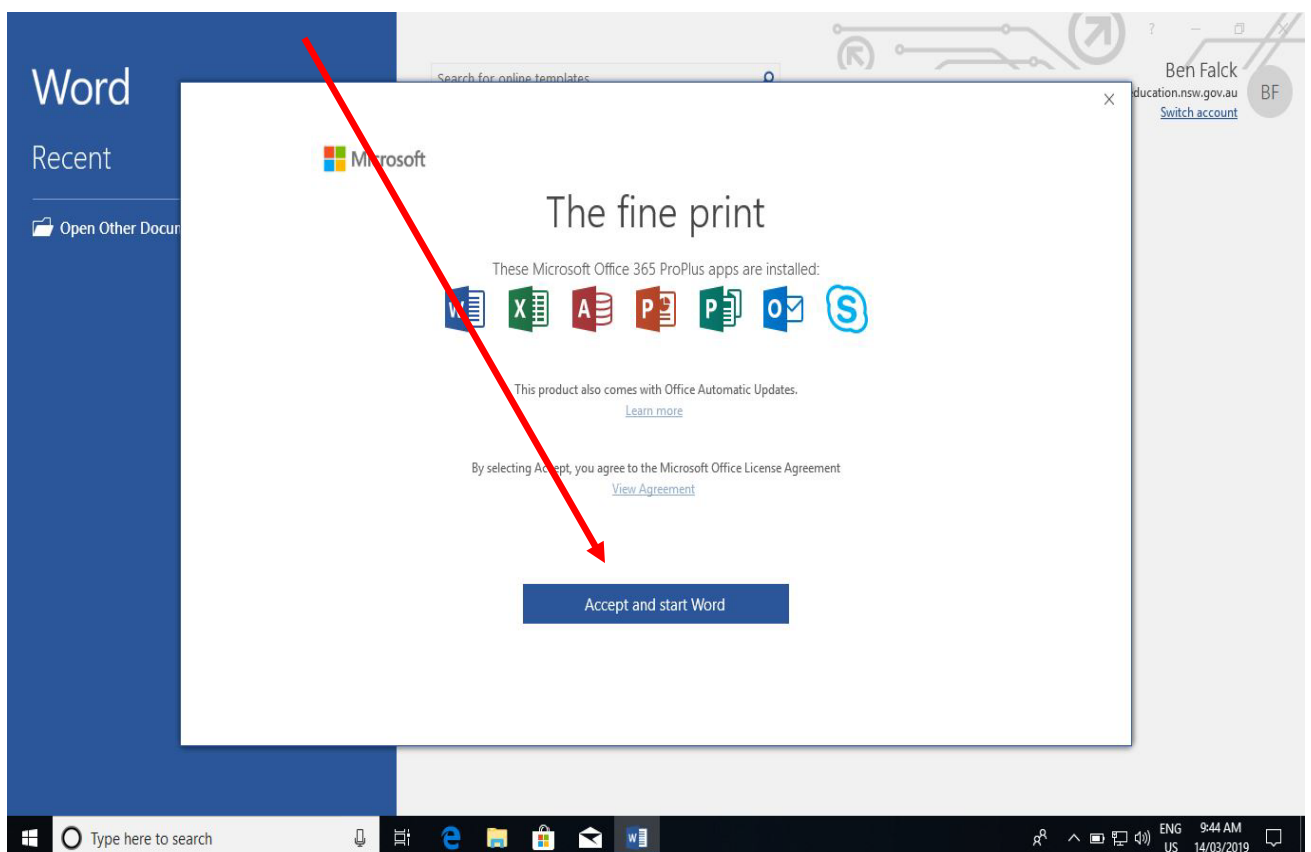 Word
Search for online templates
?
Ben Falck
education.nsw.gov.au
BF
Switch account
Recent
Open Other Docum
Microsoft
The fine print
These Microsoft Office 365 ProPlus apps are installed:
This product also comes with Office Automatic Updates.
Learn more
By selecting Accept, you agree to the Microsoft Office License Agreement
View Agreement
Accept and start Word
Type here to search
ENG 9:44 AM
US 14/03/2019